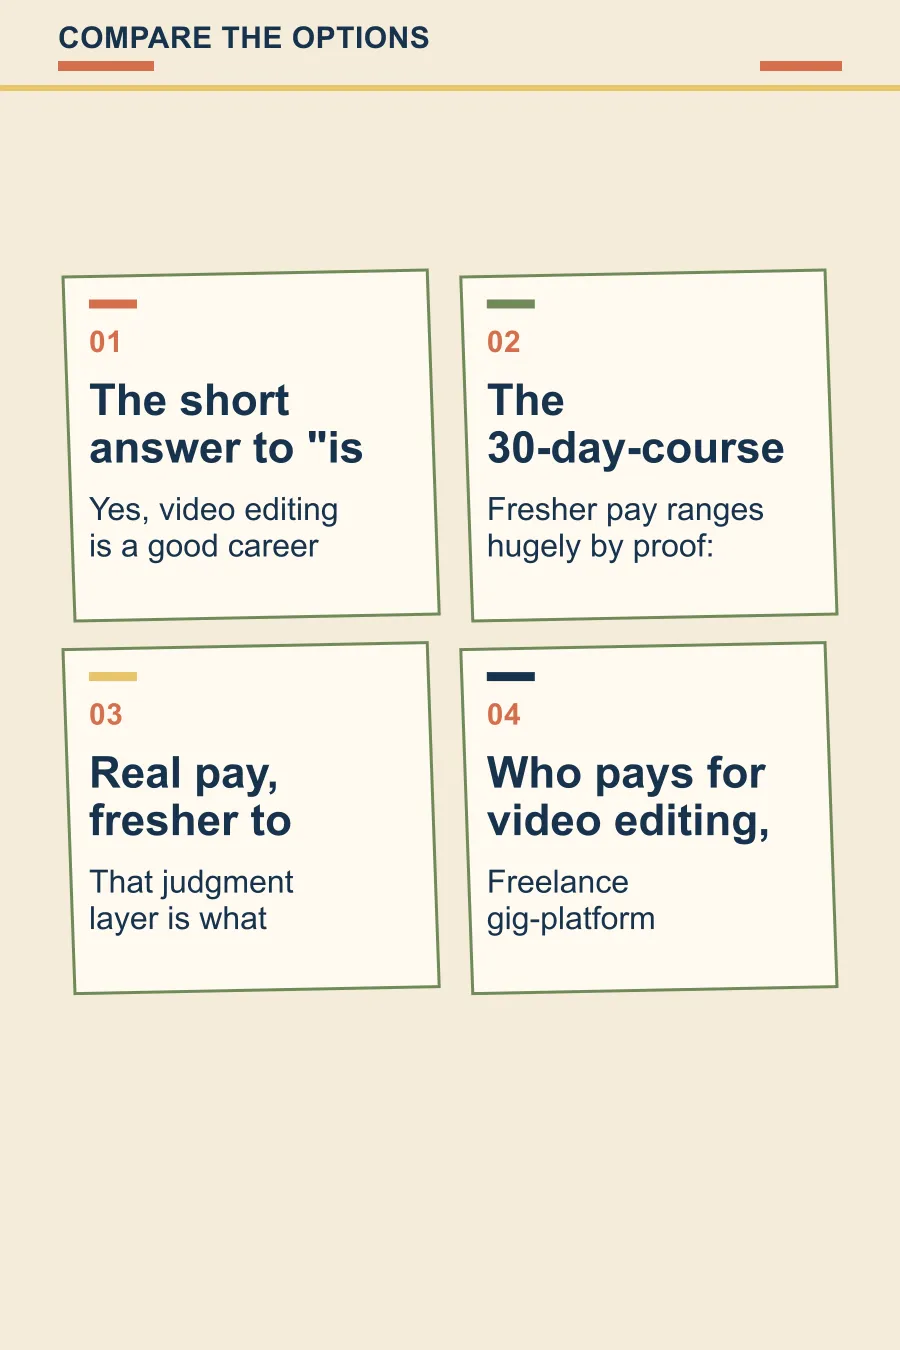 COMPARE THE OPTIONS
01
The short
answer to "is
Yes, video editing
is a good career
02
The
30-day-course
Fresher pay ranges
hugely by proof:
03
Real pay,
fresher to
That judgment
layer is what
04
Who pays for
video editing,
Freelance
gig-platform